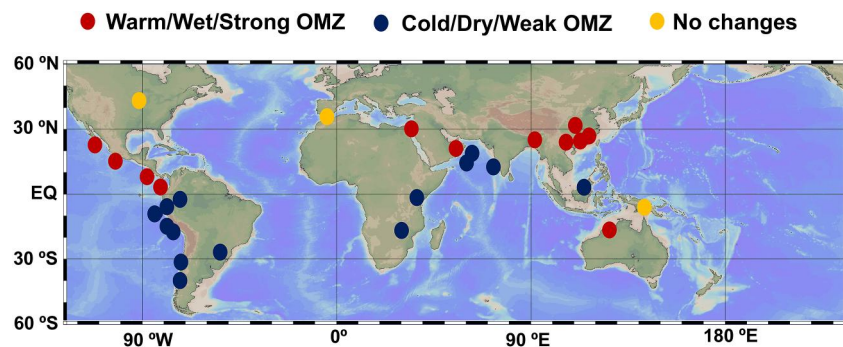 Warm/Wet/Strong OMZ Cold/Dry/Weak OMZ No changes
60 ºN
30 ºN
EQ
30 ºS
60 ºS
90 ºW 0º 90 ºE 180 ºE